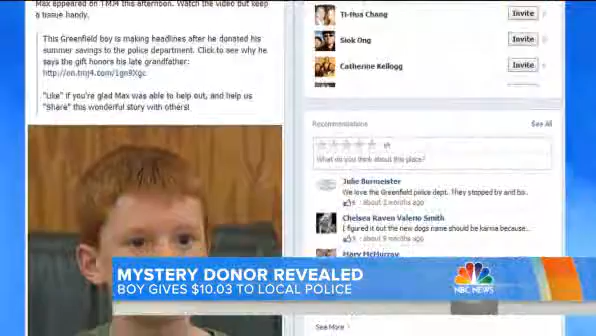 Max appeared on TMJ4 this afternoon. Watch the video but keep
a tissue handy.
This Greenfield boy is making headlines after he donated his
summer savings to the police department. Click to see why he
says the gift honors his late grandfather:
http://on.tmj4.com/1gn9Xgc
"Like" if you're glad Max was able to help out, and help us
"Share" this wonderful story with others!
Ti-Hua Chang
Invite
Siok Ong
Invite
Catherine Kellogg
Invite
Recommendations
See All
What do you think about this place?
Julie Burmeister
We love the Greenfield police dept. They stopped by and ba..
6 · about 2 months ago
Chelsea Raven Valerio Smith
I figured it out the new dogs name should be karma because..
3 · about 9 months ago
Mary McMurray
MYSTERY DONOR REVEALED
BOY GIVES $10.03 TO LOCAL POLICE
NBC NEWS
See More